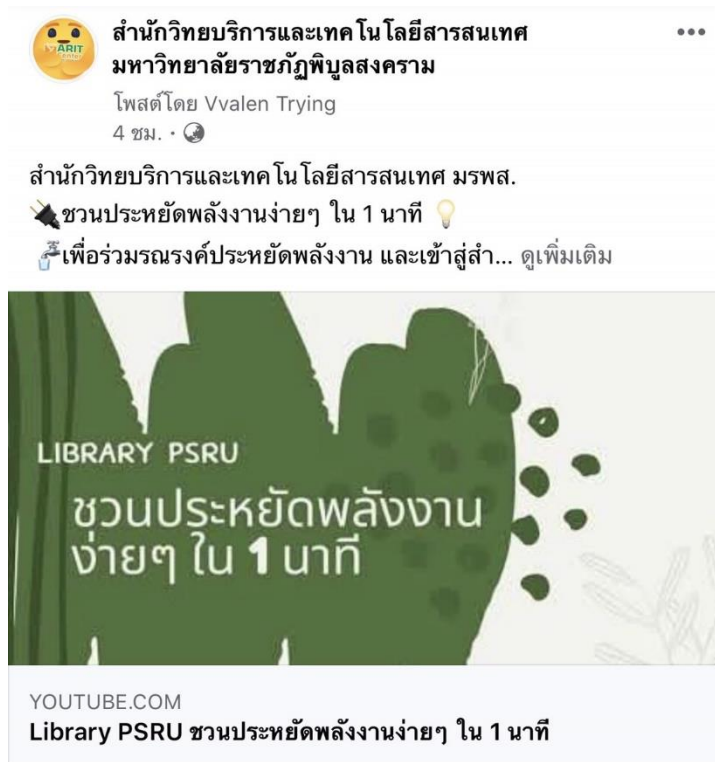 ARIT
สำนักวิทยบริการและเทคโนโลยีสารสนเทศ
มหาวิทยาลัยราชภัฏพิบูลสงคราม
โพสต์โดย Vvalen Trying
4 ชม. ·
สำนักวิทยบริการและเทคโนโลยีสารสนเทศ มรพส.
ชวนประหยัดพลังงานง่ายๆ ใน 1 นาที
เพื่อร่วมรณรงค์ประหยัดพลังงาน และเข้าสู่สำ... ดูเพิ่มเติม
LIBRARY PSRU
ชวนประหยัดพลังงาน
ง่ายๆ ใน 1 นาที
YOUTUBE.COM
Library PSRU ชวนประหยัดพลังงานง่ายๆ ใน 1 นาที